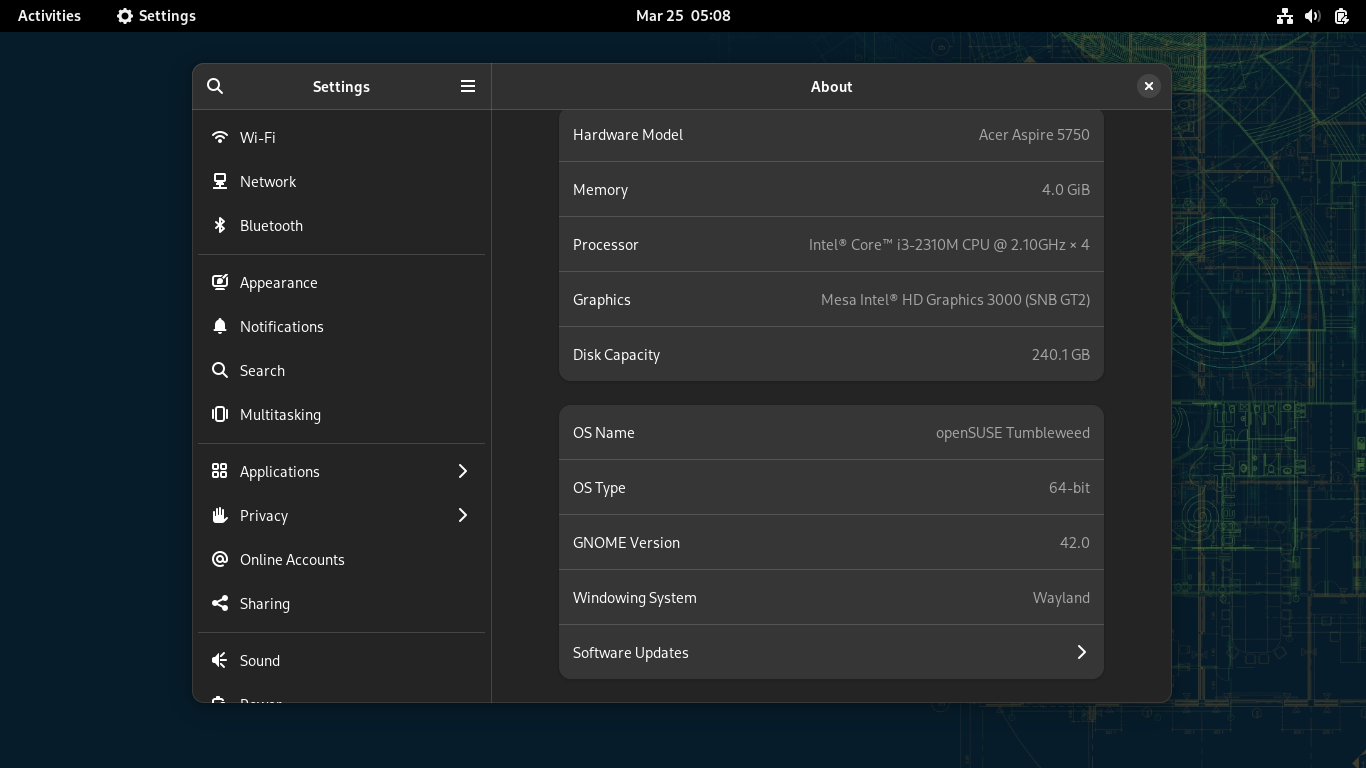 Activities Settings Mar 25 05:08
Settings
About
Wi-Fi
Network
Bluetooth
Appearance
Notifications
Search
Multitasking
Applications
Privacy
Online Accounts
Sharing
Sound
Power
Hardware Model Acer Aspire 5750
Memory 4.0 GiB
Processor Intel® Core™ i3-2310M CPU @ 2.10GHz × 4
Graphics Mesa Intel® HD Graphics 3000 (SNB GT2)
Disk Capacity 240.1 GB
OS Name openSUSE Tumbleweed
OS Type 64-bit
GNOME Version 42.0
Windowing System Wayland
Software Updates